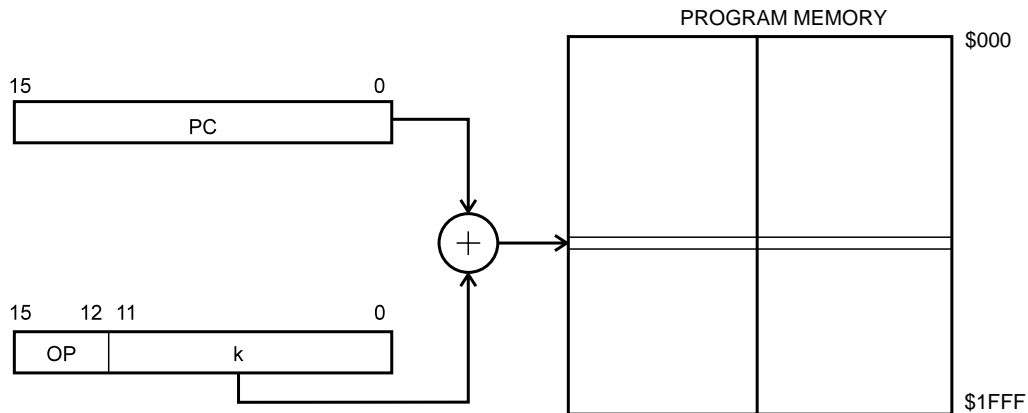 PROGRAM MEMORY
$000
15 0
PC
+
15 12 11 0
OP k
$1FFF